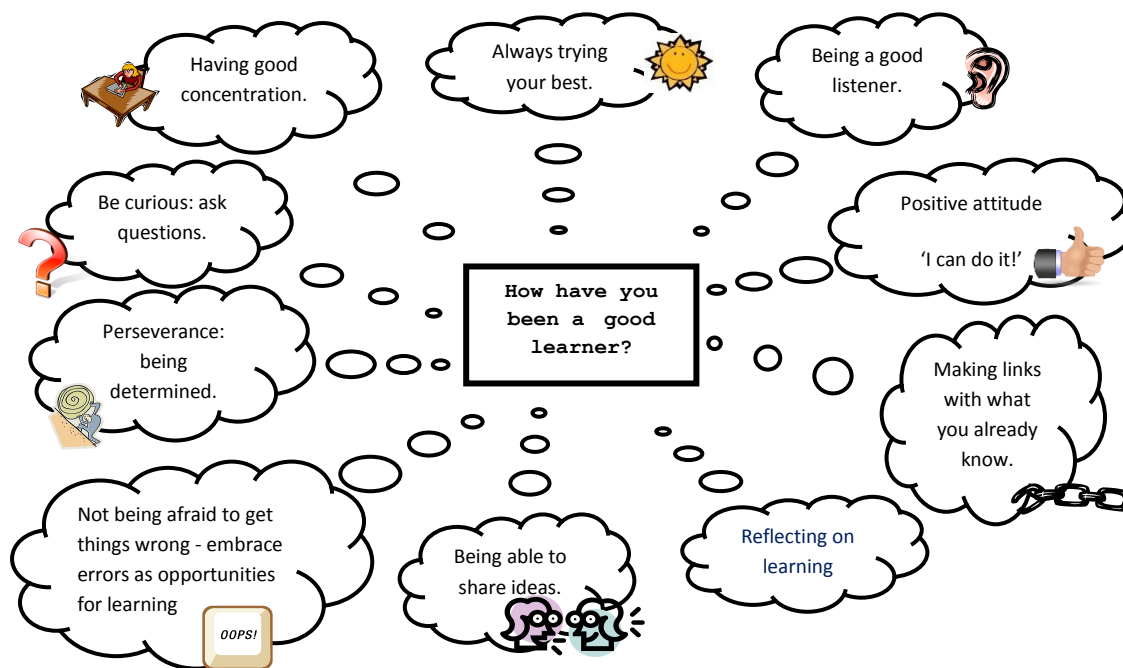 Having good
concentration.
Always trying
your best.
Being a good
listener.
Be curious: ask
questions.
Positive attitude
‘I can do it!’
How have you
been a good
learner?
Perseverance:
being
determined.
Making links
with what
you already
know.
Not being afraid to get
things wrong - embrace
errors as opportunities
for learning
OOPS!
Being able to
share ideas.
Reflecting on
learning